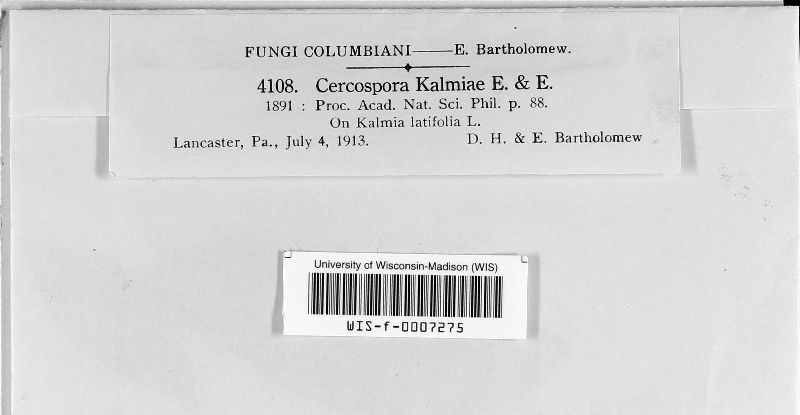 FUNGI COLUMBIANI——E. Bartholomew.
4108. Cercospora Kalmiae E. & E.
1891 : Proc. Acad. Nat. Sci. Phil. p. 88.
On Kalmia latifolia L.
Lancaster, Pa., July 4, 1913. D. H. & E. Bartholomew
University of Wisconsin-Madison (WIS)
WIS-f-0007275